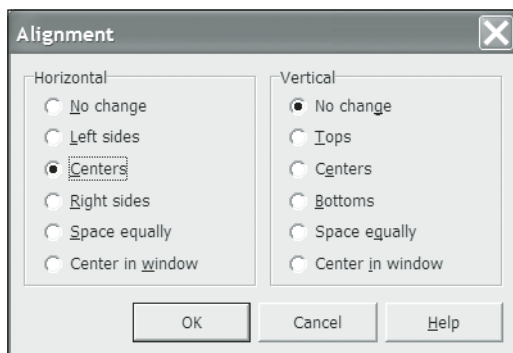 Alignment
Horizontal
No change
Left sides
Centers
Right sides
Space equally
Center in window
Vertical
No change
Tops
Centers
Bottoms
Space equally
Center in window
OK
Cancel
Help